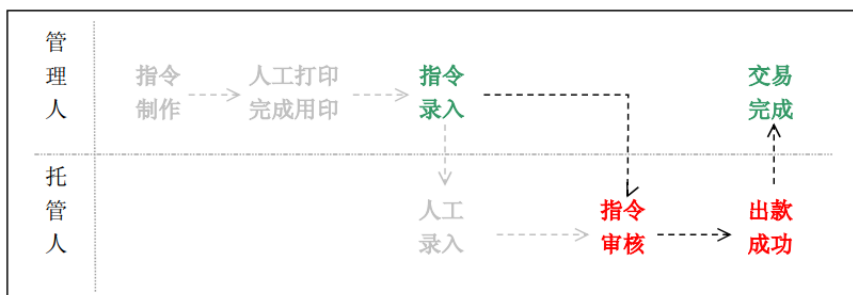 管理人
指令制作
人工打印完成用印
指令录入
交易完成
托管人
人工录入
指令审核
出款成功